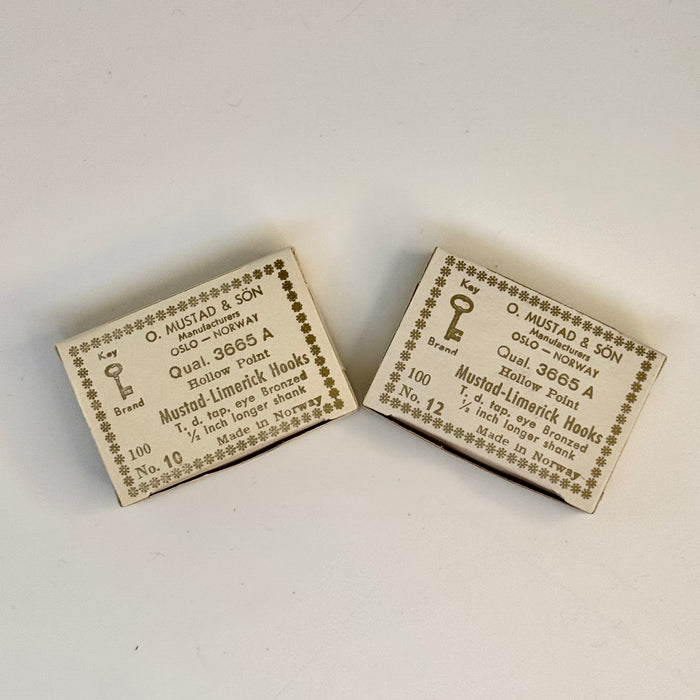 Key
O. MUSTAD & SÖN
Manufacturers
OSLO — NORWAY
Brand
Qual. 3665 A
Hollow Point
Mustad-Limerick Hooks
T. d. tap. eye Bronzed
½ inch longer shank
100
No. 10
Made in Norway
Key
O. MUSTAD & SÖN
Manufacturers
OSLO — NORWAY
Brand
Qual. 3665 A
Hollow Point
Mustad-Limerick Hooks
T. d. tap. eye Bronzed
½ inch longer shank
100
No. 12
Made in Norway